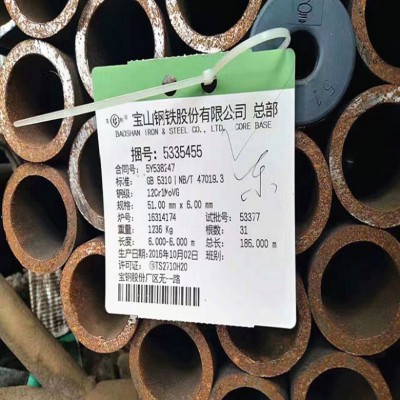 宝山钢铁股份有限公司 总部
BAOSHAN IRON & STEEL CO., LTD. CORE BASE
捆号: 5335455
合同号: 5Y538247
标准: GB 5310 | NB/T 47019.3
钢级: 12Cr1MoVG
规格: 51.00 mm x 6.00 mm
炉号: 16314174 试批号: 53377
重量: 1236 Kg 根数: 31
长度: 6.000-6.000 m 总长: 186.000 m
生产日期: 2016年10月02日 班别:
许可证: TS2710H20
宝钢股份厂区无一路
东